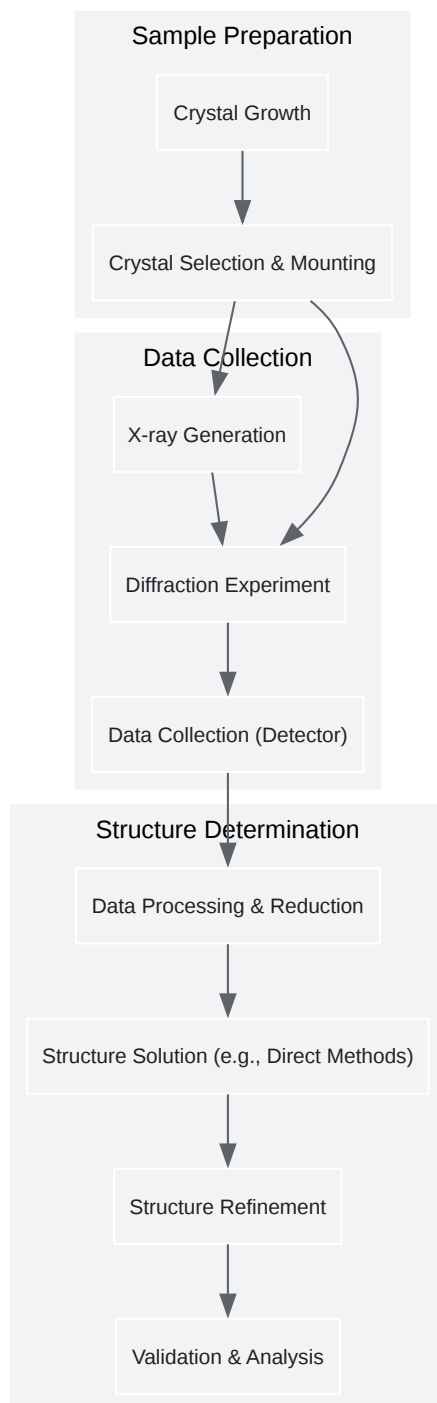 Sample Preparation
Crystal Growth
Crystal Selection & Mounting
Data Collection
X-ray Generation
Diffraction Experiment
Data Collection (Detector)
Structure Determination
Data Processing & Reduction
Structure Solution (e.g., Direct Methods)
Structure Refinement
Validation & Analysis